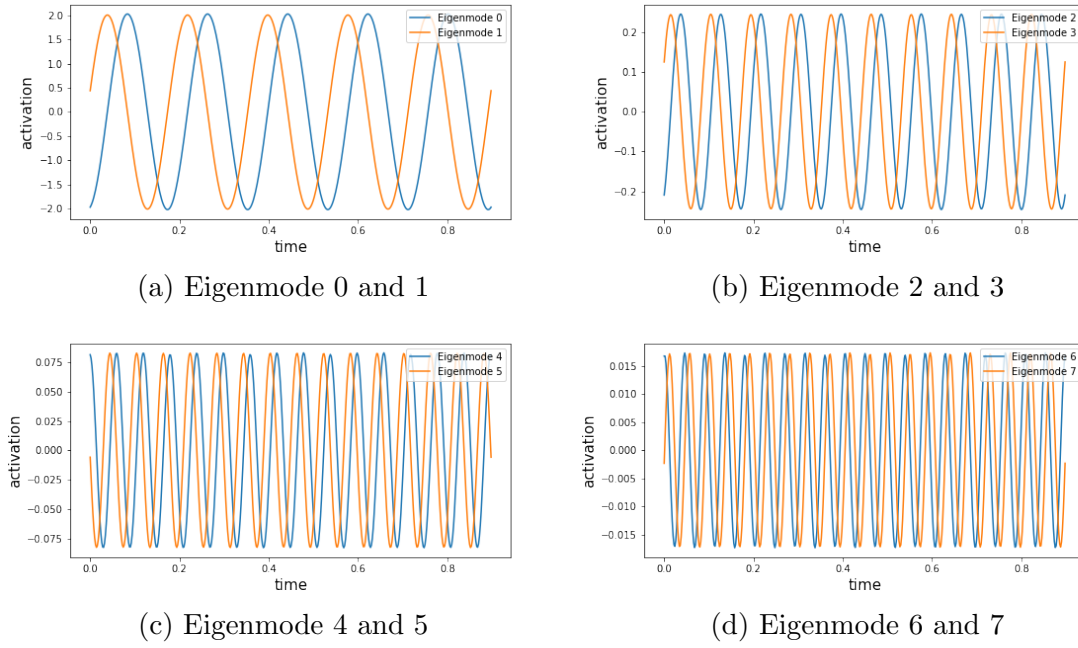 2.0
1.5
1.0
0.5
0.0
−0.5
−1.0
−1.5
−2.0
activation
0.0 0.2 0.4 0.6 0.8
time
Eigenmode 0
Eigenmode 1
(a) Eigenmode 0 and 1
0.2
0.1
0.0
−0.1
−0.2
activation
0.0 0.2 0.4 0.6 0.8
time
Eigenmode 2
Eigenmode 3
(b) Eigenmode 2 and 3
0.075
0.050
0.025
0.000
−0.025
−0.050
−0.075
activation
0.0 0.2 0.4 0.6 0.8
time
Eigenmode 4
Eigenmode 5
(c) Eigenmode 4 and 5
0.015
0.010
0.005
0.000
−0.005
−0.010
−0.015
activation
0.0 0.2 0.4 0.6 0.8
time
Eigenmode 6
Eigenmode 7
(d) Eigenmode 6 and 7